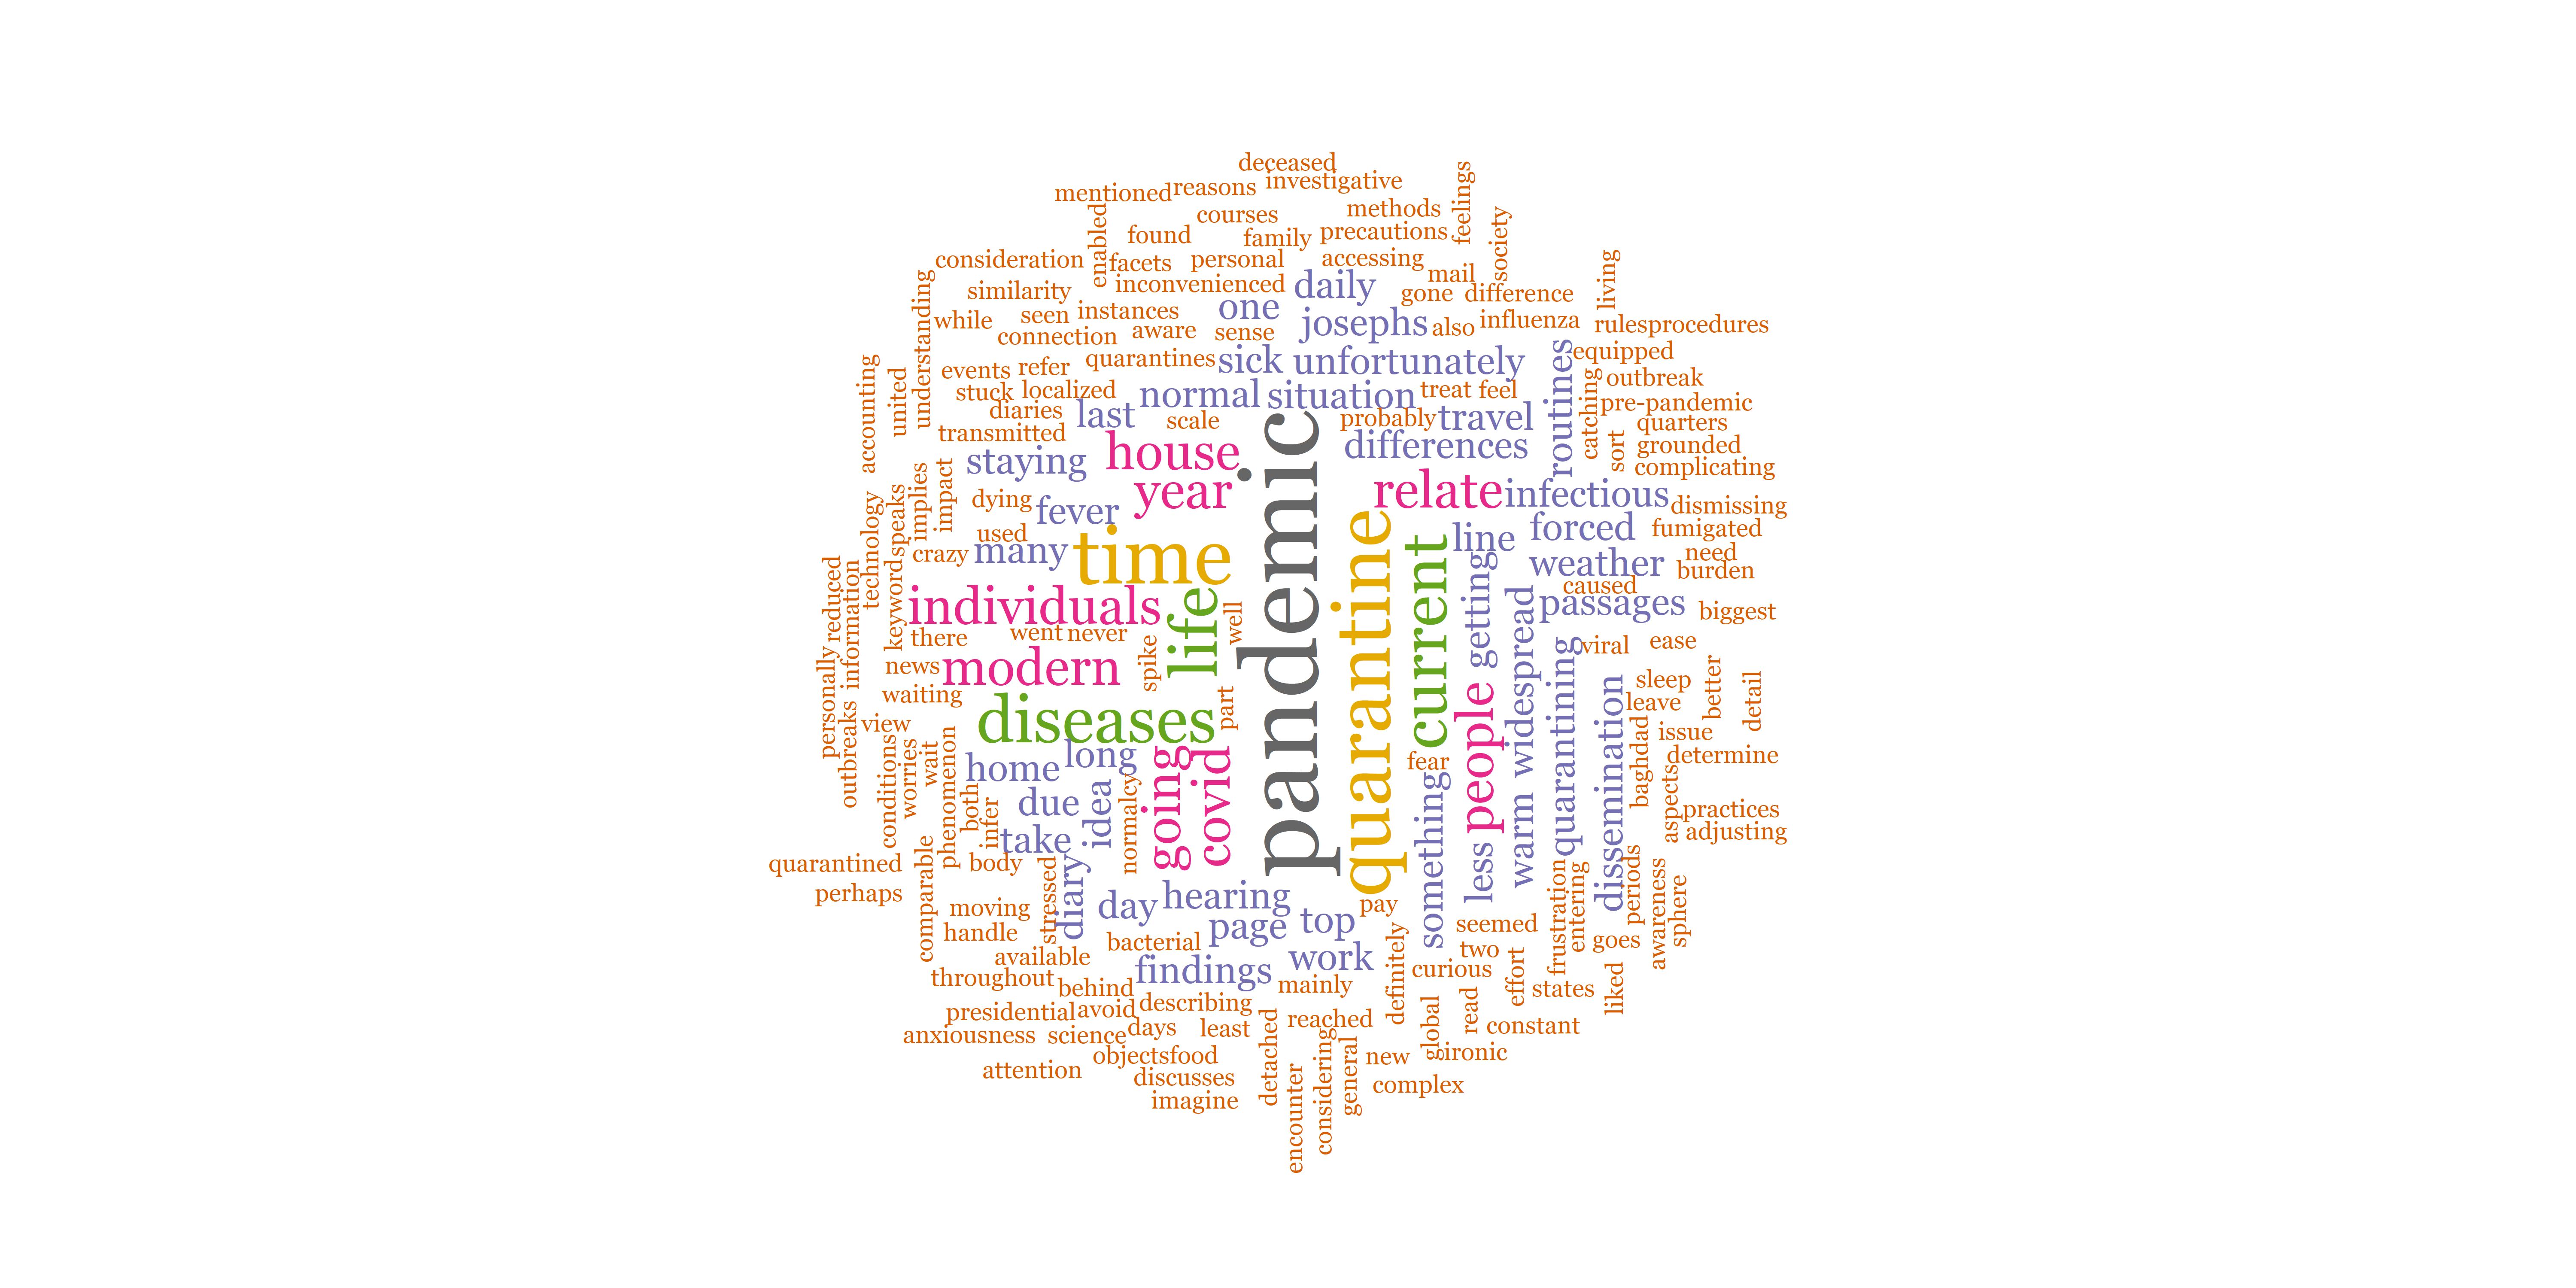 deceased
mentioned
reasons
investigative
feelings
courses
methods
enabled
found
family
precautions
society
consideration
facets
personal
accessing
mail
living
understanding
similarity
inconvenienced
daily
gone
difference
while
seen
instances
one
josephs
also
influenza
rulesprocedures
connection
aware
sense
accounting
united
events
refer
quarantines
sick
unfortunately
routines
equipped
stuck
localized
normal
situation
treat
feel
catching
outbreak
diaries
last
scale
probably
travel
pre-pandemic
transmitted
house
differences
sort
quarters
grounded
staying
year
relate
infectious
complicating
technology
speaks
implies
impact
dying
fever
pandemic
line
forced
dismissing
used
fumigated
crazy
many
time
quarantine
current
weather
need
burden
reduced
information
keyword
individuals
life
well
getting
widespread
caused
passages
biggest
there
went
never
spike
viral
ease
personally
news
modern
people
quarantining
dissemination
sleep
better
detail
waiting
diseases
part
leave
outbreaks
view
baghdad
issue
conditions
worries
wait
phenomenon
home
long
going
covid
fear
something
less
warm
determine
both
infer
due
idea
normalcy
aspects
practices
take
adjusting
quarantined
comparable
body
stressed
diary
perhaps
moving
day
hearing
pay
frustration
entering
periods
awareness
sphere
handle
page
top
seemed
bacterial
two
goes
available
findings
work
definitely
curious
effort
liked
throughout
behind
mainly
states
presidential
avoid
describing
reached
global
read
constant
anxiousness
science
days
least
detached
considering
general
attention
objectsfood
new
gironic
discusses
complex
imagine
encounter